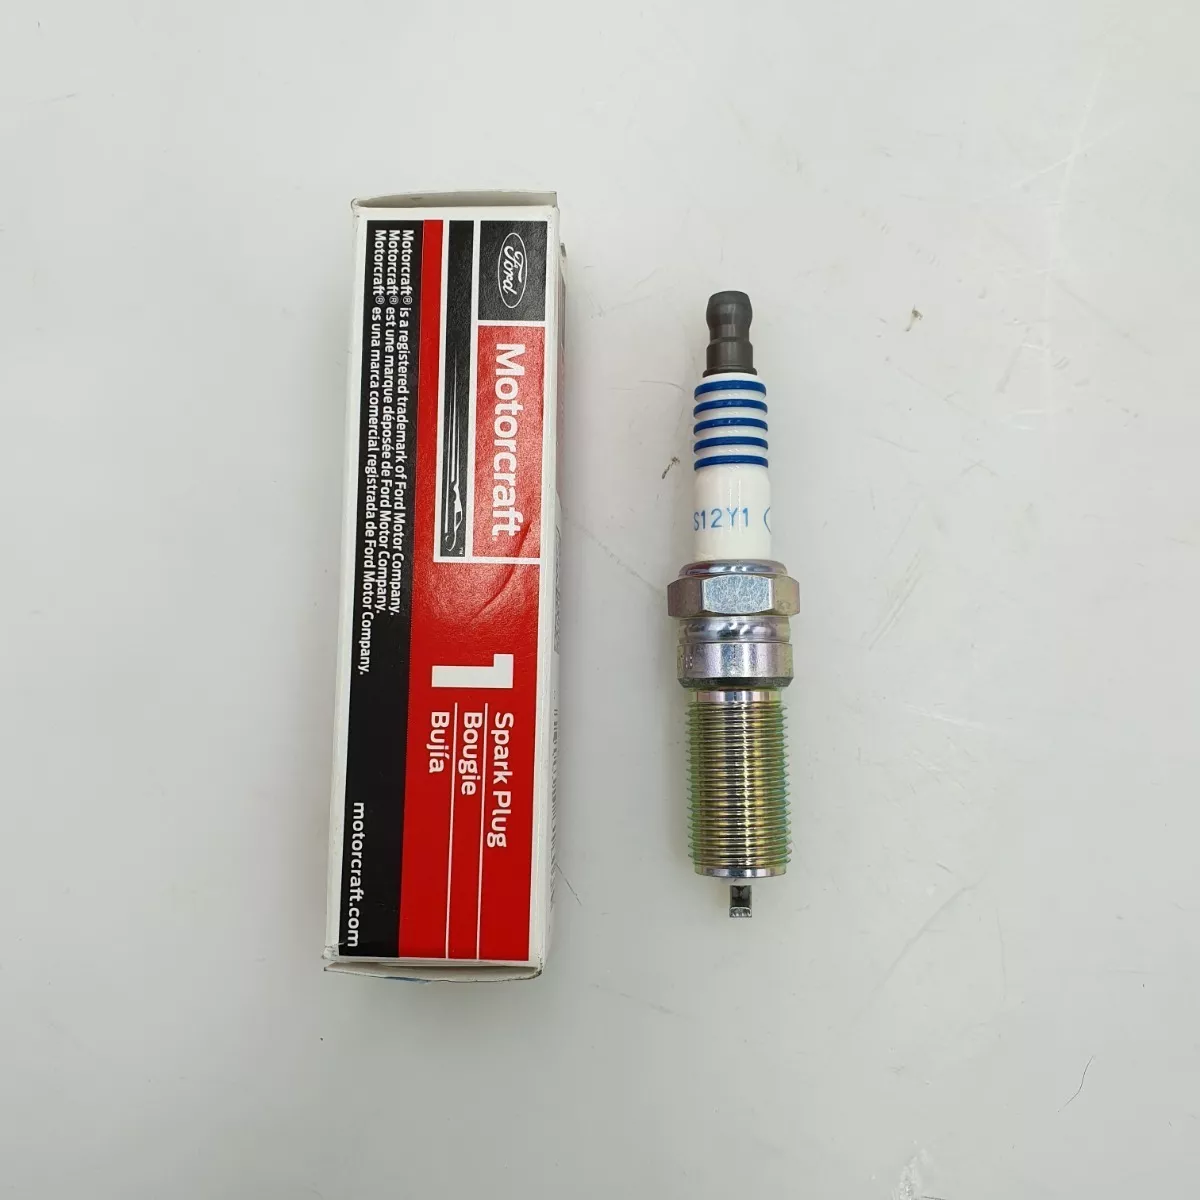 Ford
Motorcraft
1
Spark Plug
Bougie
Bujía
Motorcraft® is a registered trademark of Ford Motor Company.
Motorcraft® est une marque déposée de Ford Motor Company.
Motorcraft® es una marca comercial registrada de Ford Motor Company.
motorcraft.com
S12Y1